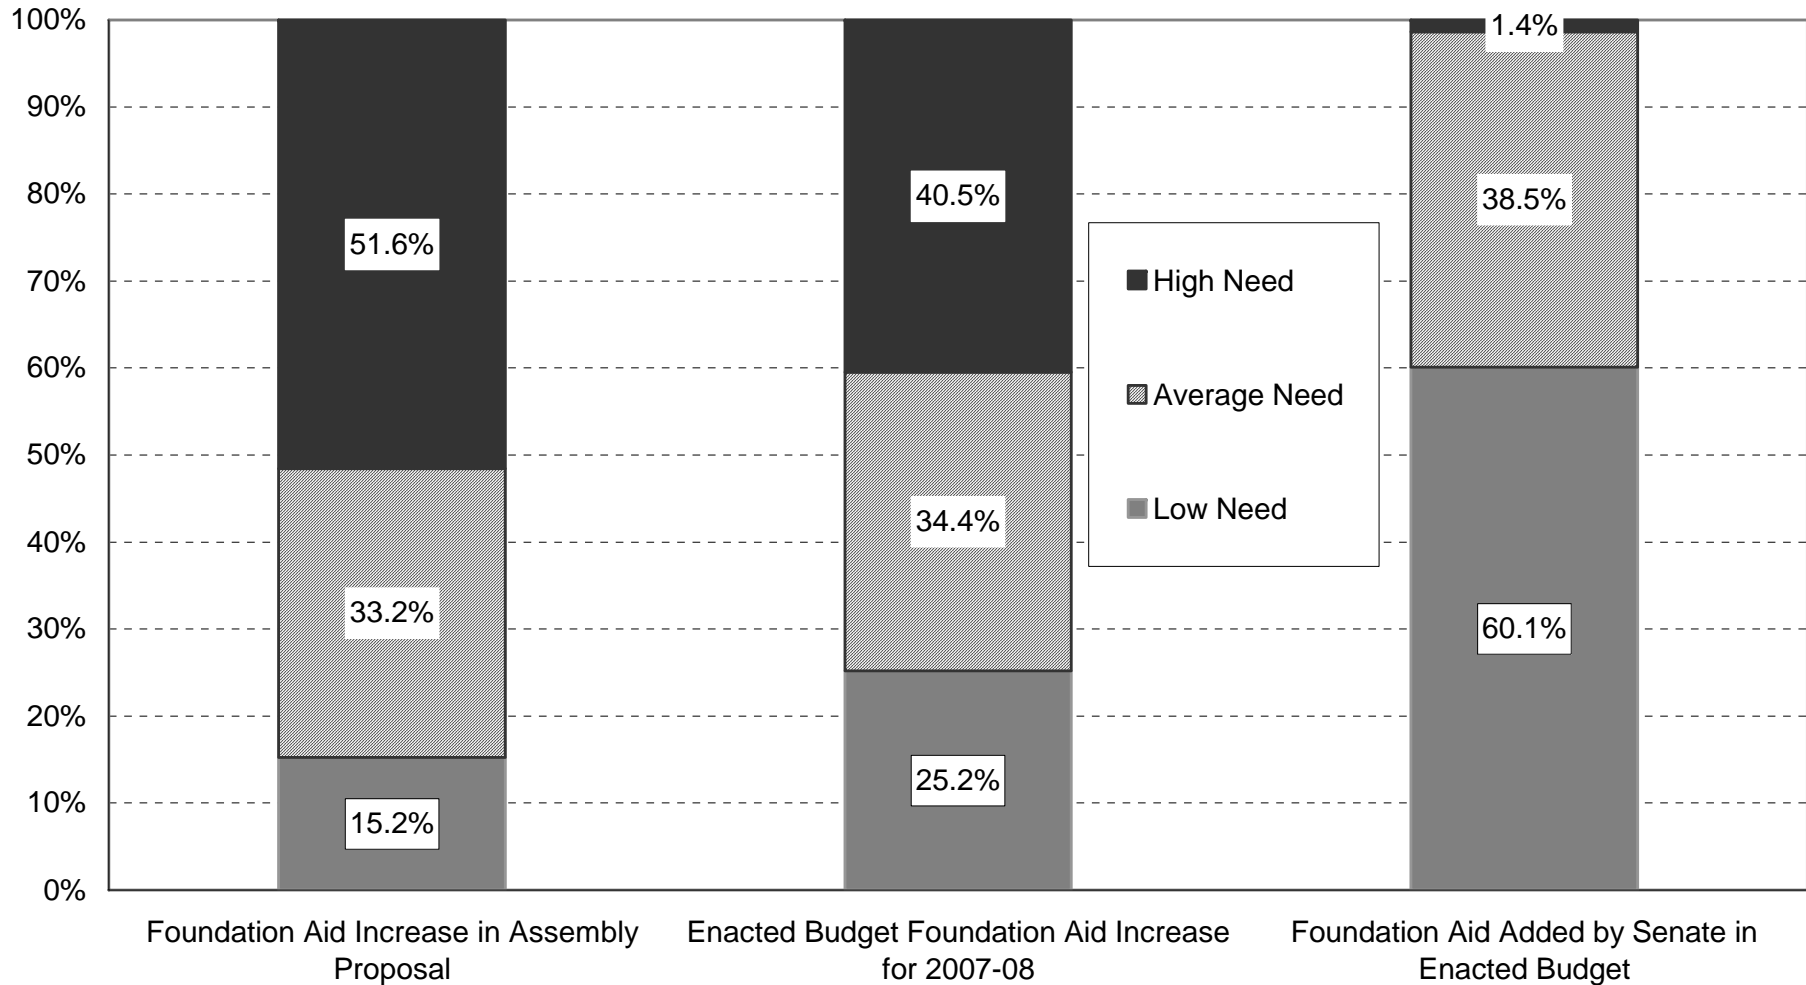 100%
90%
80%
70%
60%
50%
40%
30%
20%
10%
0%
51.6%
33.2%
15.2%
40.5%
34.4%
25.2%
1.4%
38.5%
60.1%
High Need
Average Need
Low Need
Foundation Aid Increase in Assembly
Proposal
Enacted Budget Foundation Aid Increase
for 2007-08
Foundation Aid Added by Senate in
Enacted Budget